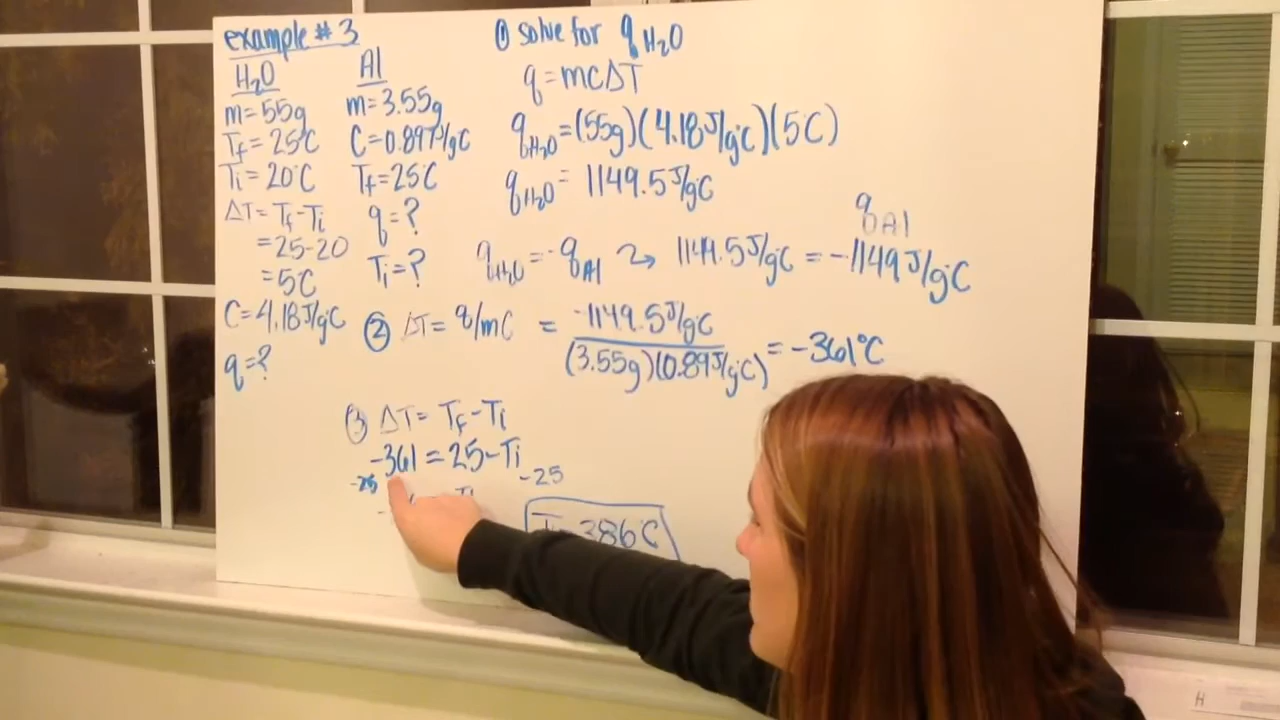 example #3
H₂O
m=55g
Tf=25°C
Ti=20°C
ΔT=Tf-Ti
=25-20
=5°C
C=4.18J/g°C
q=?
Al
m=3.55g
C=0.89J/g°C
Tf=25°C
q=?
Ti=?
① solve for qH₂O
q=mCΔT
qH₂O=(55g)(4.18J/g°C)(5°C)
qH₂O=1149.5J/g°C
qAl
qH₂O=-qAl ↝ 1149.5J/g°C = -1149J/g°C
② ΔT= q/mC = -1149.5J/g°C / (3.55g)(0.89J/g°C) = -361°C
③ ΔT= Tf-Ti
-361=25-Ti
-25 -25
386°C
H